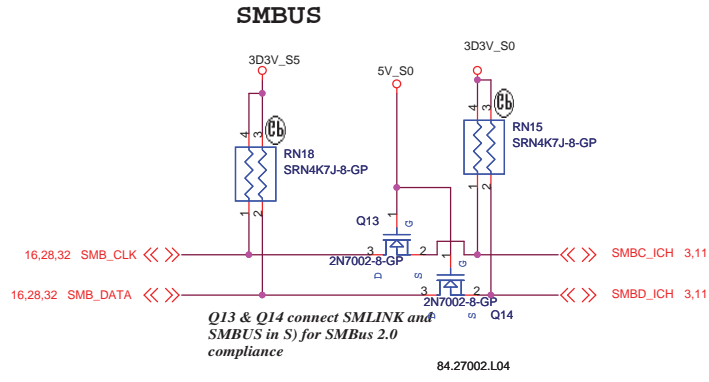 SMBUS
3D3V_S5
5V_S0
3D3V_S0
4
3
RN18
SRN4K7J-8-GP
1
2
4
3
RN15
SRN4K7J-8-GP
1
2
Q13
1
G
16,28,32 SMB_CLK
3
2
SMBC_ICH 3,11
2N7002-8-GP
D
S
1
G
16,28,32 SMB_DATA
3
2
SMBD_ICH 3,11
2N7002-8-GP
D
S
Q14
Q13 & Q14 connect SMLINK and
SMBUS in S) for SMBus 2.0
compliance
84.27002.L04